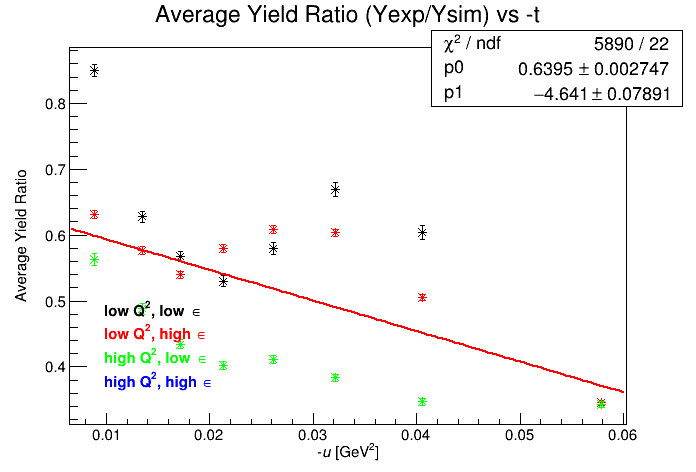 Average Yield Ratio (Yexp/Ysim) vs -t
χ² / ndf 5890 / 22
p0 0.6395 ± 0.002747
p1 −4.641 ± 0.07891
Average Yield Ratio
0.8
0.7
0.6
0.5
0.4
low Q², low ∈
low Q², high ∈
high Q², low ∈
high Q², high ∈
0.01 0.02 0.03 0.04 0.05 0.06
-u [GeV²]